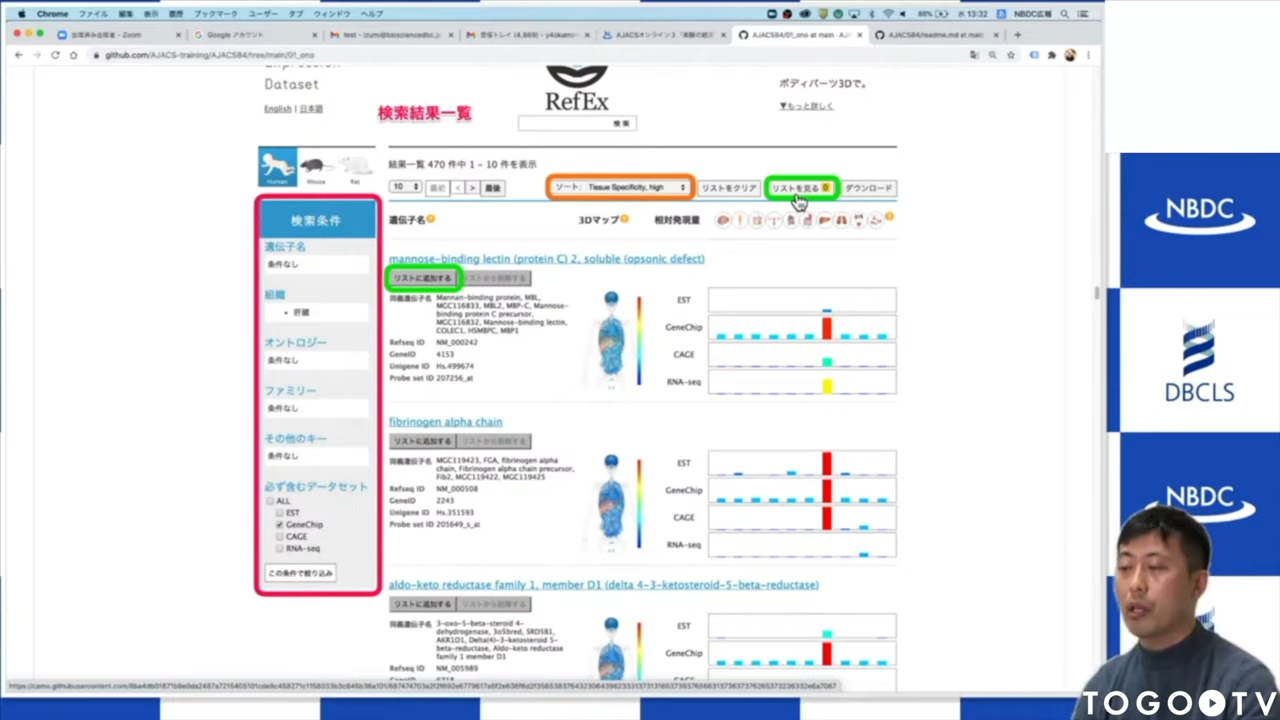 Chrome ファイル 編集 表示 履歴 ブックマーク ユーザー タブ ウィンドウ ヘルプ
88% 水 13:32 NBDC広報
Google アカウント
AJACS84/01_ono at main
AJACS84/readme.md at main
github.com/AJACS-training/AJACS84/tree/main/01_ono
Dataset
English | 日本語
検索結果一覧
RefEx
検索
ボディパーツ3Dで。
▼もっと詳しく
Human
Mouse
Rat
結果一覧 470 件中 1 - 10 件を表示
10 最初 < > 最後
ソート: Tissue Specificity, high
リストをクリア
リストを見る 0
ダウンロード
検索条件
遺伝子名
条件なし
組織
• 肝臓
オントロジー
条件なし
ファミリー
条件なし
その他のキー
条件なし
必ず含むデータセット
ALL
EST
GeneChip
CAGE
RNA-seq
この条件で絞り込み
遺伝子名
3Dマップ
相対発現量
mannose-binding lectin (protein C) 2, soluble (opsonic defect)
リストに追加する リストから削除する
同義遺伝子名 Mannan-binding protein, MBL,
MGC116833, MBL2, MBP-C, Mannose-
binding protein C precursor,
MGC116832, Mannose-binding lectin,
COLEC1, HSMBPC, MBP1
Refseq ID NM_000242
GeneID 4153
Unigene ID Hs.499674
Probe set ID 207256_at
EST
GeneChip
CAGE
RNA-seq
fibrinogen alpha chain
リストに追加する リストから削除する
同義遺伝子名 MGC119423, FGA, fibrinogen alpha
chain, Fibrinogen alpha chain precursor,
Fib2, MGC119422, MGC119425
Refseq ID NM_000508
GeneID 2243
Unigene ID Hs.351593
Probe set ID 205649_s_at
EST
GeneChip
CAGE
RNA-seq
aldo-keto reductase family 1, member D1 (delta 4-3-ketosteroid-5-beta-reductase)
リストに追加する リストから削除する
同義遺伝子名 3-oxo-5-beta-steroid 4-
dehydrogenase, 3o5bred, SRD5B1,
AKR1D1, Delta(4)-3-ketosteroid 5-
beta-reductase, Aldo-keto reductase
family 1 member D1
Refseq ID NM_005989
EST
GeneChip
NBDC
DBCLS
NBDC
TOGO TV